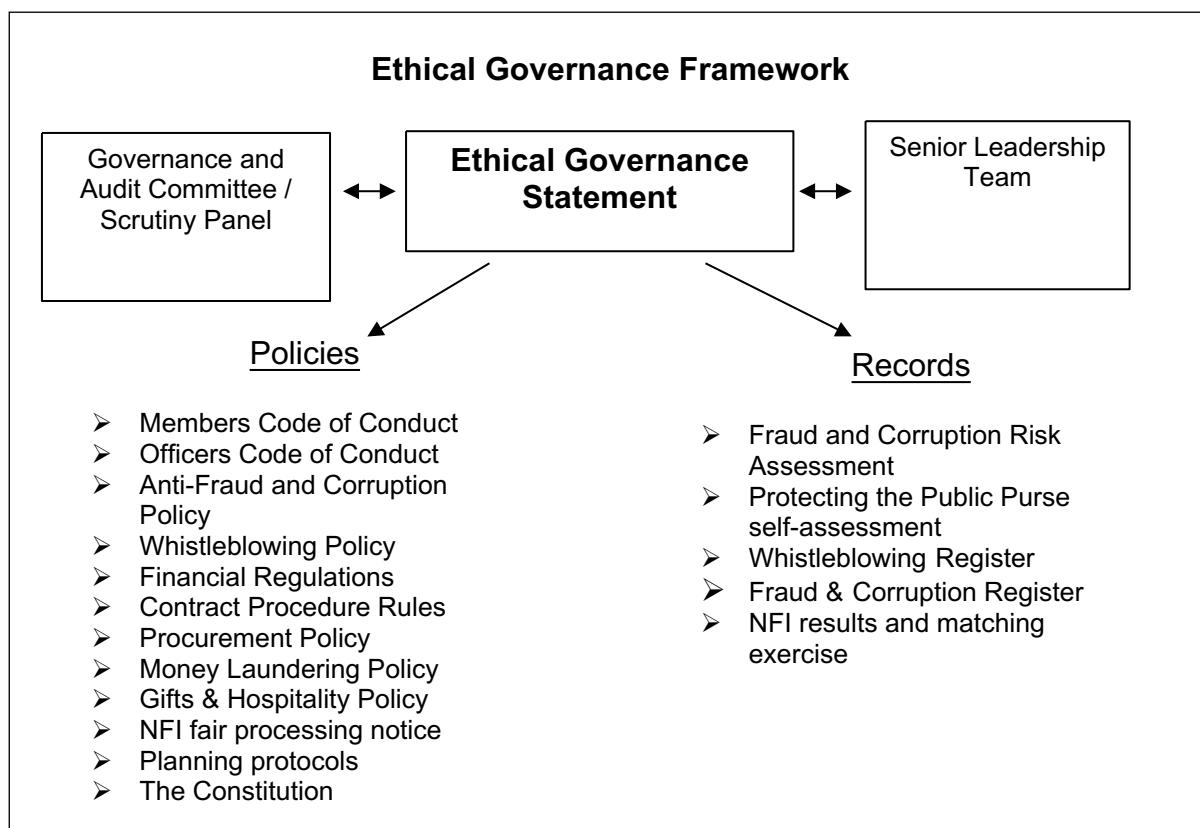 Ethical Governance Framework
Governance and
Audit Committee /
Scrutiny Panel
Ethical Governance
Statement
Senior Leadership
Team
Policies
➢ Members Code of Conduct
➢ Officers Code of Conduct
➢ Anti-Fraud and Corruption
Policy
➢ Whistleblowing Policy
➢ Financial Regulations
➢ Contract Procedure Rules
➢ Procurement Policy
➢ Money Laundering Policy
➢ Gifts & Hospitality Policy
➢ NFI fair processing notice
➢ Planning protocols
➢ The Constitution
Records
➢ Fraud and Corruption Risk
Assessment
➢ Protecting the Public Purse
self-assessment
➢ Whistleblowing Register
➢ Fraud & Corruption Register
➢ NFI results and matching
exercise